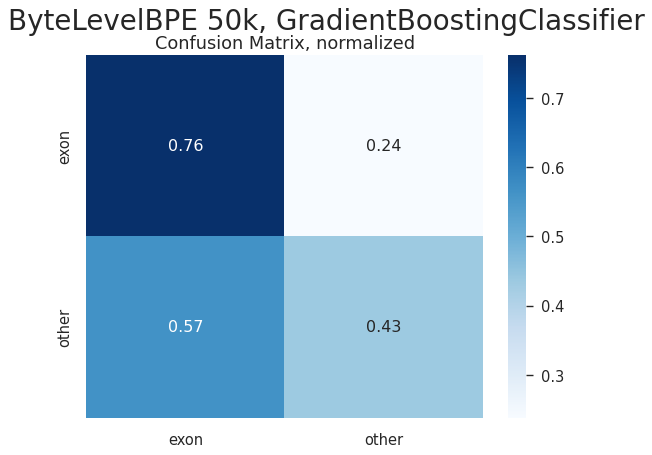 ByteLevelBPE 50k, GradientBoostingClassifier
Confusion Matrix, normalized
exon
0.76
0.24
other
0.57
0.43
exon
other
0.7
0.6
0.5
0.4
0.3